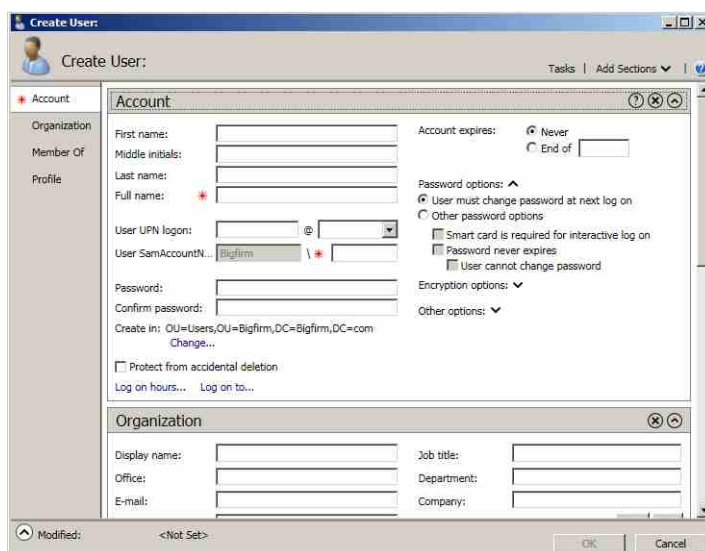 Create User:
Create User:
Tasks | Add Sections |
Account
Organization
Member Of
Profile
Account
First name:
Middle initials:
Last name:
Full name: *
User UPN logon: @
User SamAccountN... Bigfirm \ *
Password:
Confirm password:
Create in: OU=Users,OU=Bigfirm,DC=Bigfirm,DC=com
Change...
Protect from accidental deletion
Log on hours... Log on to...
Account expires: Never
End of
Password options:
User must change password at next log on
Other password options
Smart card is required for interactive log on
Password never expires
User cannot change password
Encryption options:
Other options:
Organization
Display name:
Office:
E-mail:
Job title:
Department:
Company:
Modified: <Not Set>
OK Cancel